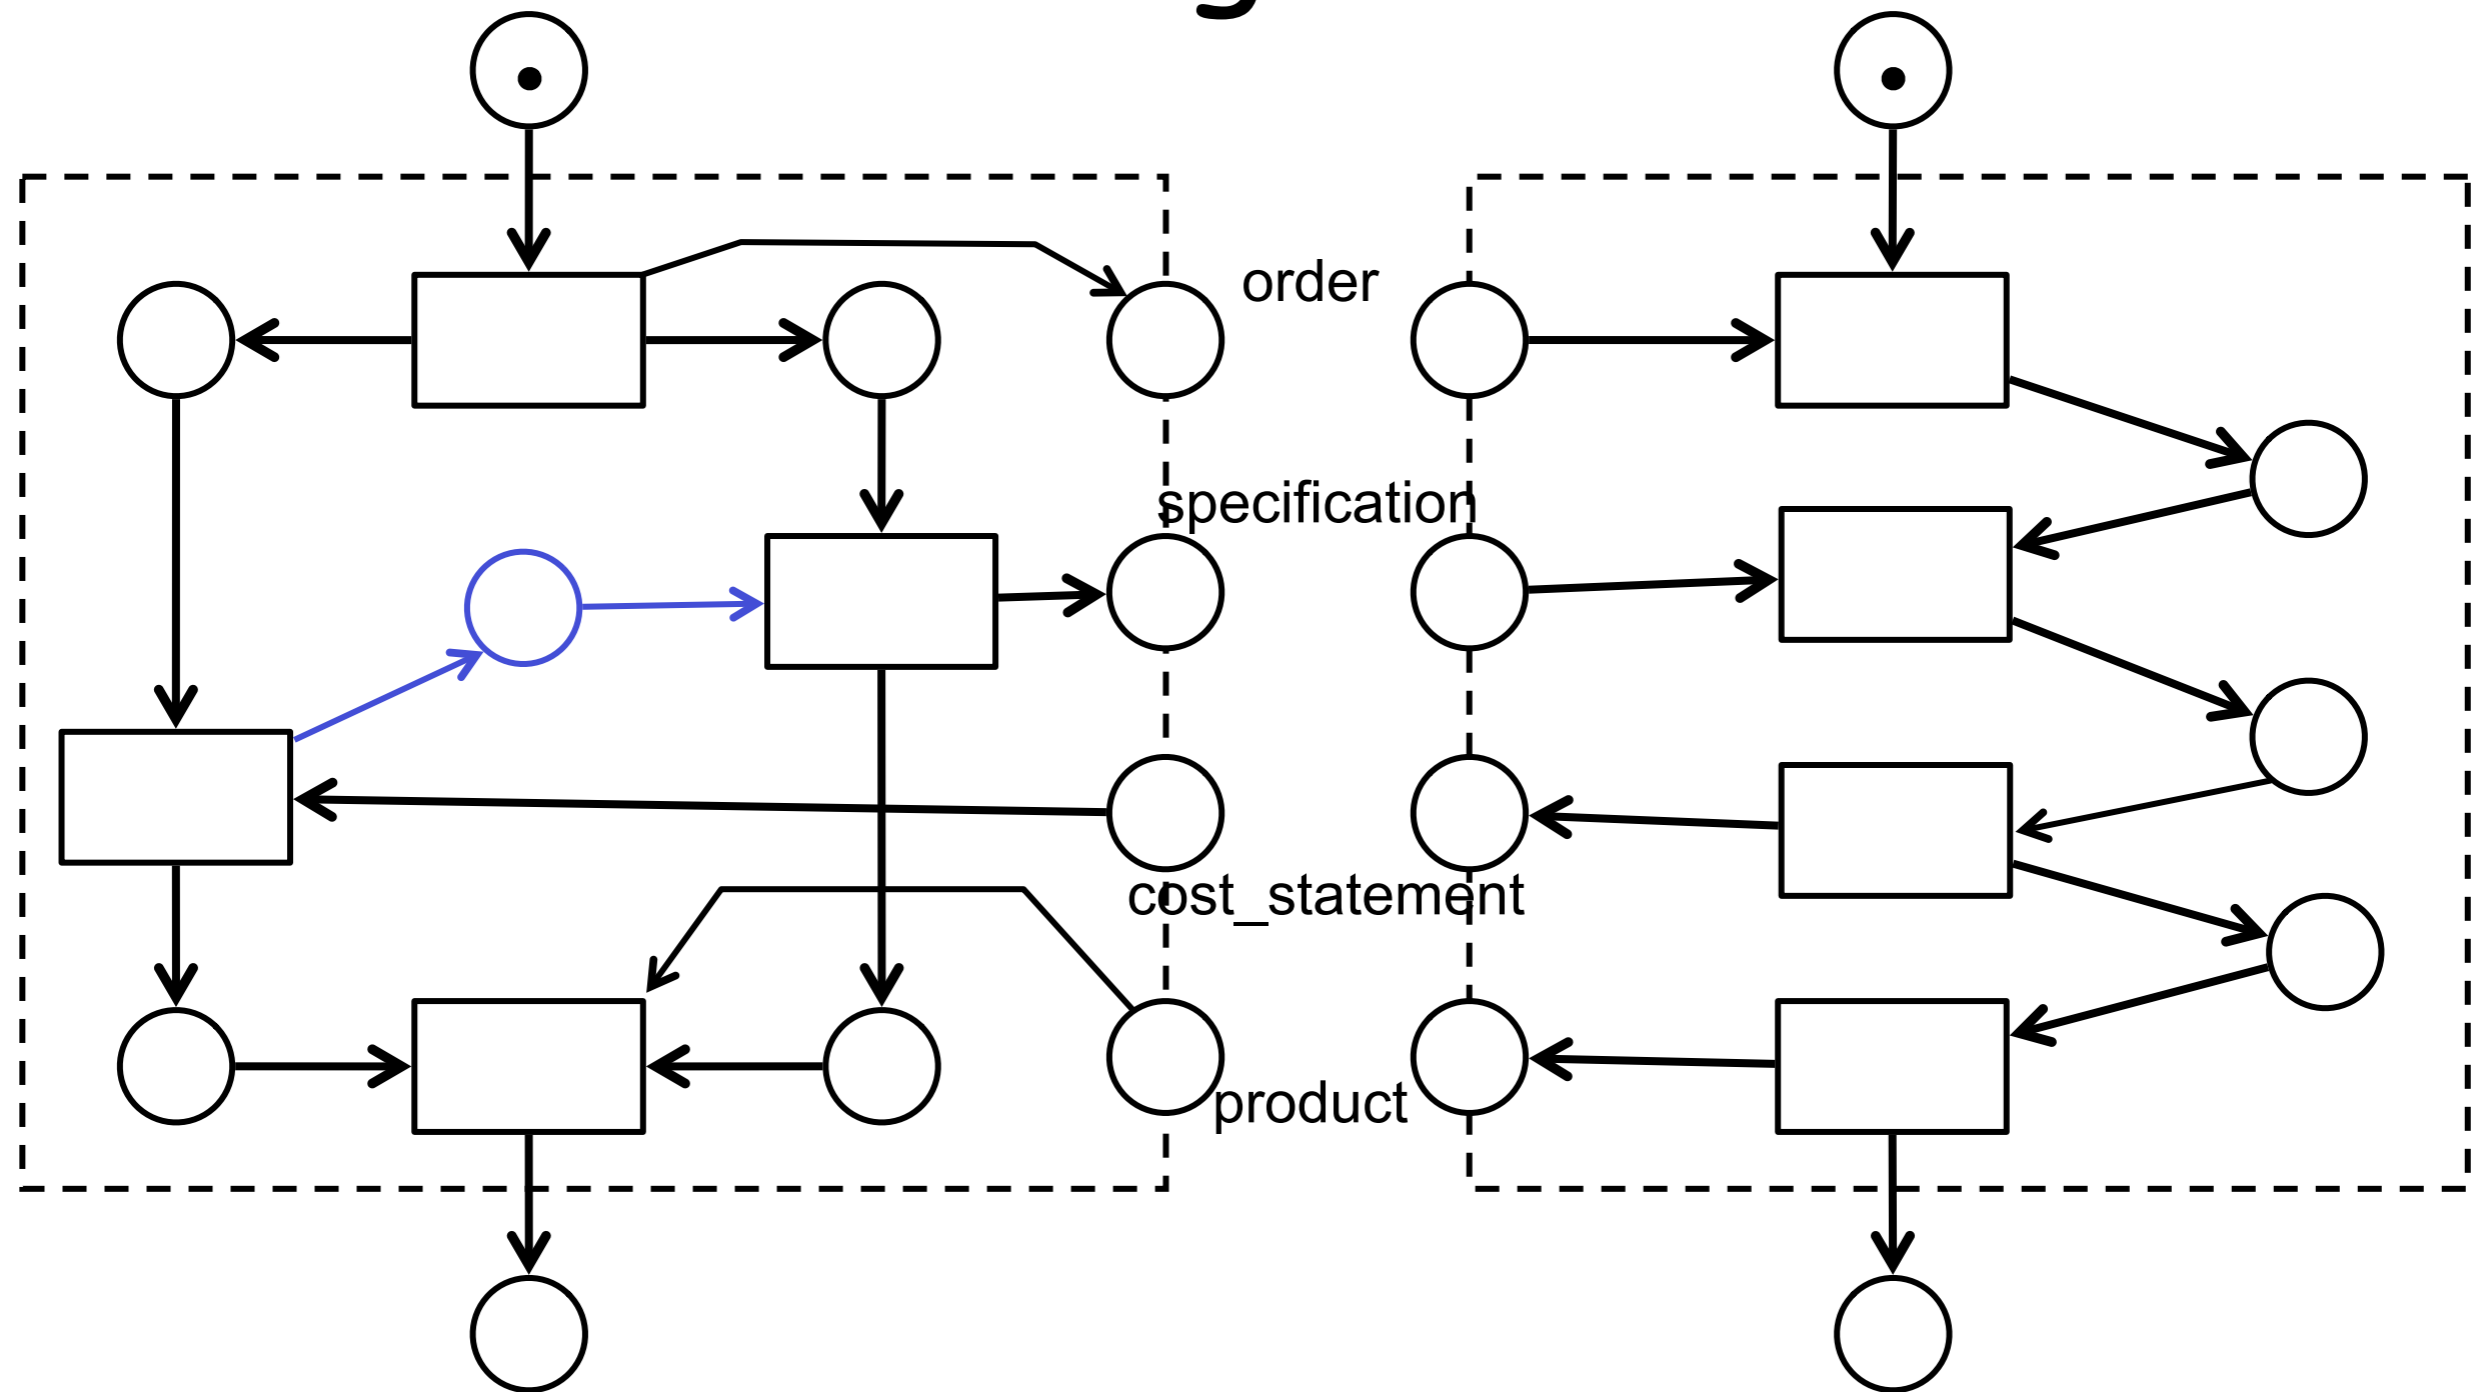 order
specification
cost_statement
product